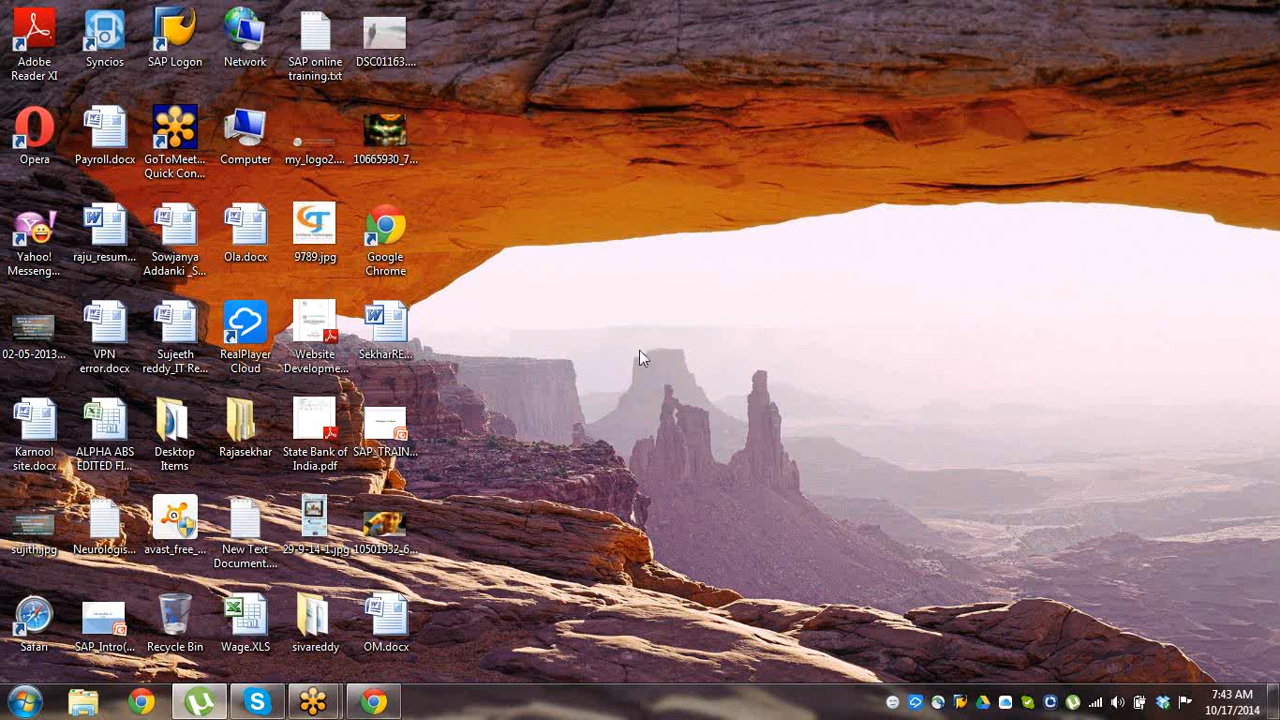 Adobe
Reader XI
Syncios
SAP Logon
Network
SAP online
training.txt
DSC01163....
Opera
Payroll.docx
GoToMeet...
Quick Con...
Computer
my_logo2....
10665930_7...
Yahoo!
Messeng...
raju_resum...
Sowjanya
Addanki _S...
Ola.docx
9789.jpg
Google
Chrome
02-05-2013...
VPN
error.docx
Sujeeth
reddy_IT Re...
RealPlayer
Cloud
Website
Developme...
SekharRE...
Karnool
site.docx
ALPHA ABS
EDITED FI...
Desktop
Items
Rajasekhar
State Bank of
India.pdf
SAP_TRAIN...
sujith.jpg
Neurologis...
avast_free_...
New Text
Document....
29-9-14-1.jpg
10501932_6...
Safari
SAP_Intro(...
Recycle Bin
Wage.XLS
sivareddy
OM.docx
7:43 AM
10/17/2014